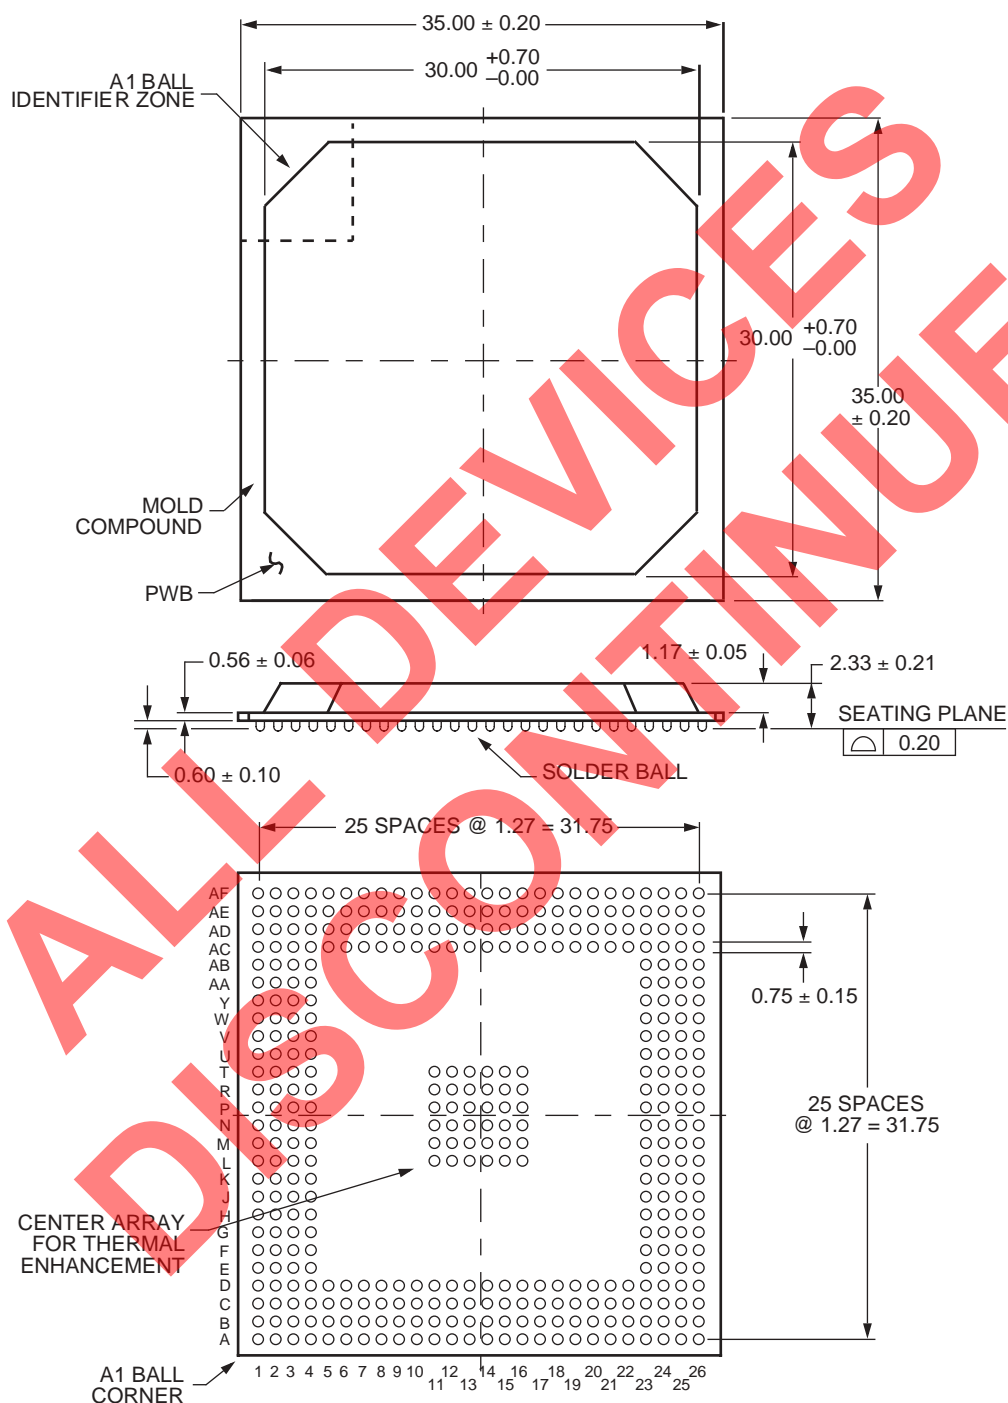 35.00 ± 0.20
30.00 +0.70 –0.00
A1 BALL
IDENTIFIER ZONE
30.00 +0.70 –0.00
35.00
± 0.20
MOLD
COMPOUND
PWB
0.56 ± 0.06
1.17 ± 0.05
2.33 ± 0.21
SEATING PLANE
0.20
0.60 ± 0.10
SOLDER BALL
25 SPACES @ 1.27 = 31.75
AF
AE
AD
AC
AB
AA
Y
W
V
U
T
R
P
N
M
L
K
J
H
G
F
E
D
C
B
A
0.75 ± 0.15
25 SPACES
@ 1.27 = 31.75
CENTER ARRAY
FOR THERMAL
ENHANCEMENT
A1 BALL
CORNER
1 2 3 4 5 6 7 8 9 10 12 14 16 18 20 22 24 26
11 13 15 17 19 21 23 25
ALL DEVICES
DISCONTINUE